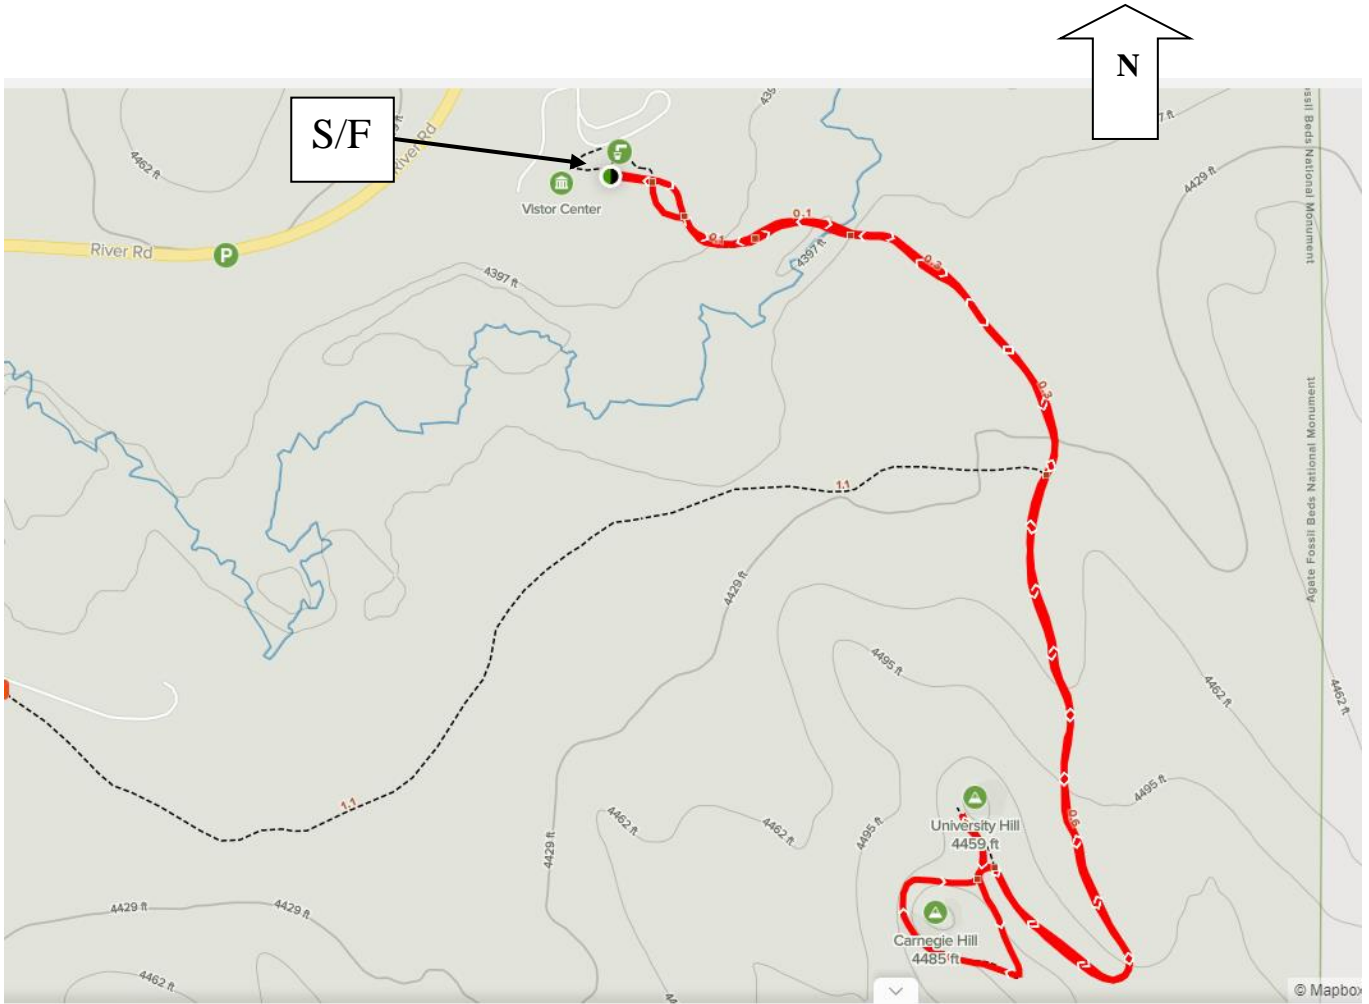 N
S/F
4462 ft
River Rd
Vistor Center
River Rd
P
4397 ft
0.1
0.1
4397 ft
0.3
0.3
4429 ft
Agate Fossil Beds National Monument
1.1
4429 ft
4495 ft
4462 ft
4462 ft
1.1
4429 ft
4462 ft
4462 ft
4495 ft
4495 ft
0.6
University Hill
4459 ft
Carnegie Hill
4485 ft
4429 ft
4429 ft
4462 ft
© Mapbox